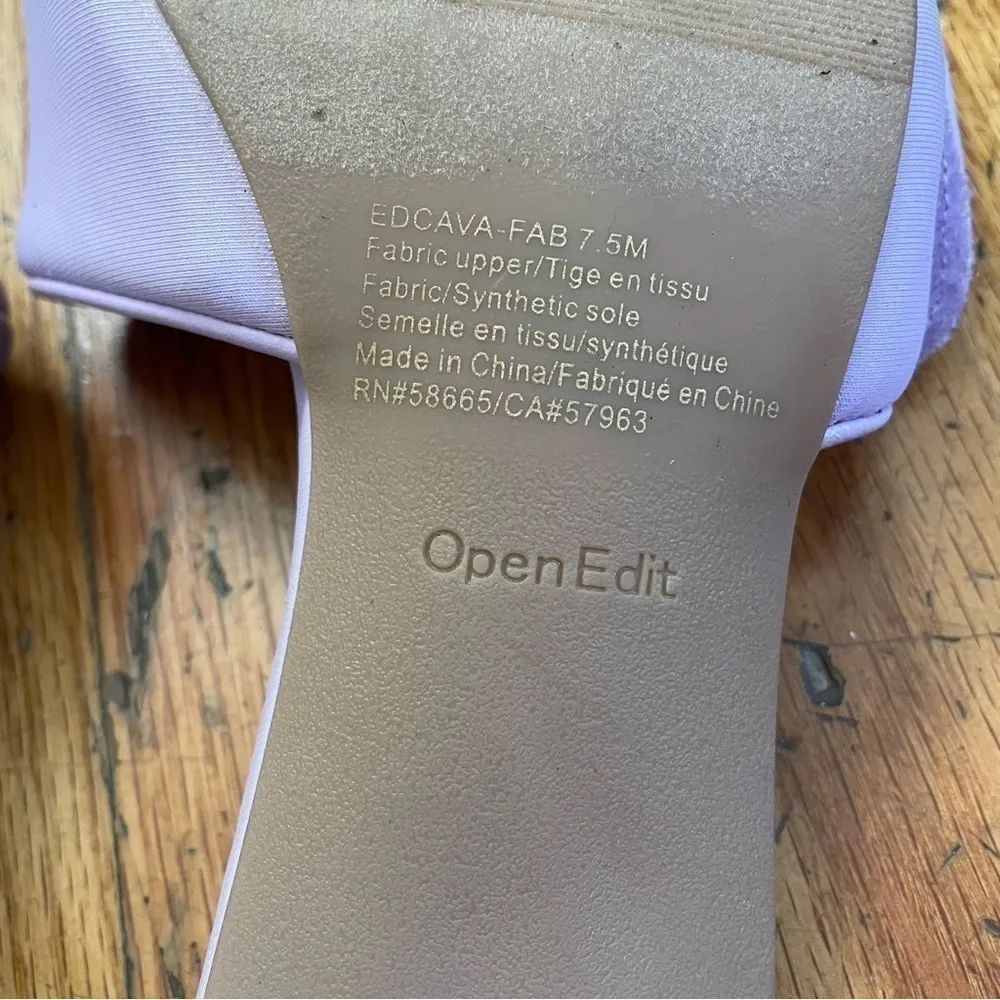 EDCAVA-FAB 7.5M
Fabric upper/Tige en tissu
Fabric/Synthetic sole
Semelle en tissu/synthétique
Made in China/Fabriqué en Chine
RN#58665/CA#57963
Open Edit